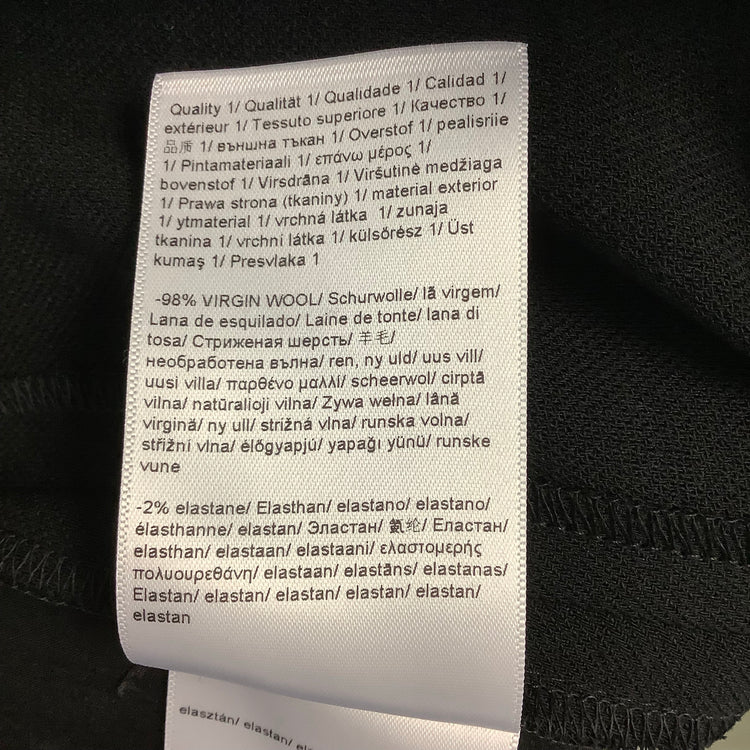 Quality 1/ Qualität 1/ Qualidade 1/ Calidad 1/
extérieur 1/ Tessuto superiore 1/ Качество 1/
品质 1/ външна тъкан 1/ Overstof 1/ pealisriie
1/ Pintamateriaali 1/ επάνω μέρος 1/
bovenstof 1/ Virsdrāna 1/ Viršutinė medžiaga
1/ Prawa strona (tkaniny) 1/ material exterior
1/ ytmaterial 1/ vrchná látka 1/ zunaja
tkanina 1/ vrchní látka 1/ külsőrész 1/ Üst
kumaş 1/ Presvlaka 1
-98% VIRGIN WOOL/ Schurwolle/ lã virgem/
Lana de esquilado/ Laine de tonte/ lana di
tosa/ Стриженая шерсть/ 羊毛/
необработена вълна/ ren, ny uld/ uus vill/
uusi villa/ παρθένο μαλλί/ scheerwol/ cirptā
vilna/ natūralioji vilna/ Zywa wełna/ lână
virgină/ ny ull/ strižná vlna/ runska volna/
střižní vlna/ élőgyapjú/ yapağı yünü/ runske
vune
-2% elastane/ Elasthan/ elastano/ elastano/
élasthanne/ elastan/ Эластан/ 氨纶/ Еластан/
elasthan/ elastaan/ elastaani/ ελαστομερής
πολυουρεθάνη/ elastaan/ elastāns/ elastanas/
Elastan/ elastan/ elastan/ elastan/ elastan/
elastan
elasztán/ elastan/